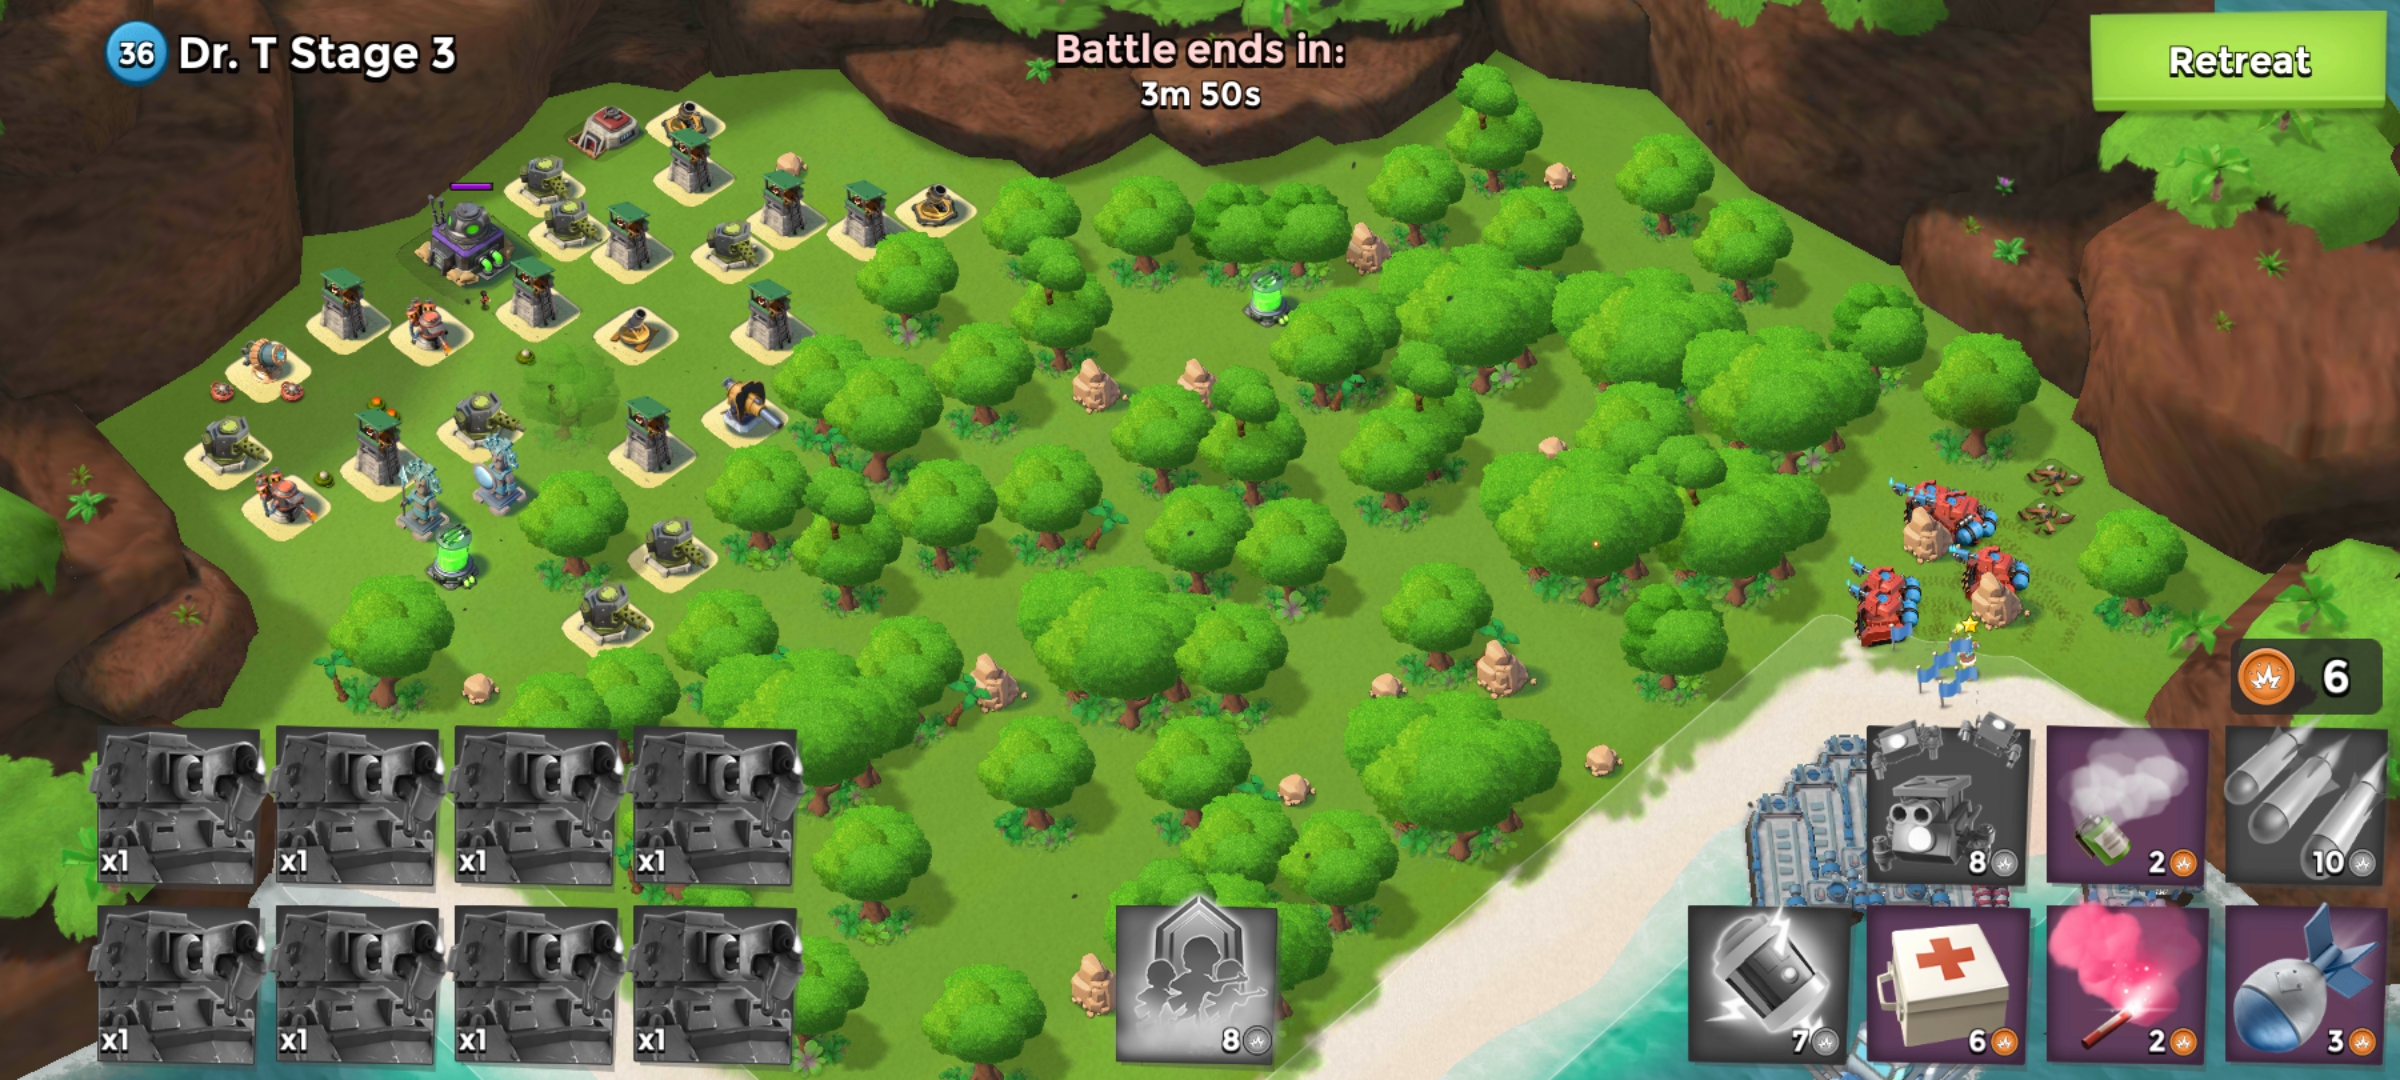 36 Dr. T Stage 3
Battle ends in:
3m 50s
Retreat
6
x1 x1 x1 x1
8 2 10
x1 x1 x1 x1
8 7 6 2 3